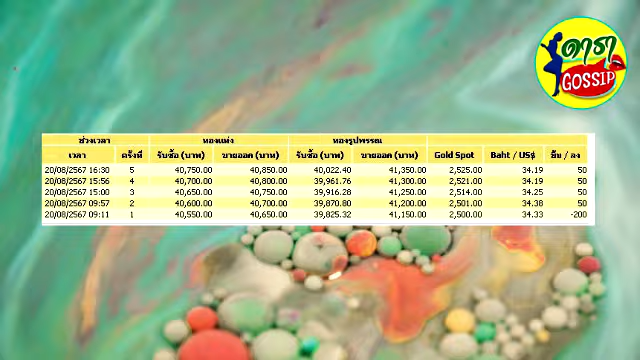 ดารา
GOSSIP
ช่วงเวลา ทองแท่ง ทองรูปพรรณ
เวลา ครั้งที่ รับซื้อ (บาท) ขายออก (บาท) รับซื้อ (บาท) ขายออก (บาท) Gold Spot Baht / US$ ขึ้น / ลง
20/08/2567 16:30 5 40,750.00 40,850.00 40,022.40 41,350.00 2,525.00 34.19 50
20/08/2567 15:56 4 40,700.00 40,800.00 39,961.76 41,300.00 2,521.00 34.19 50
20/08/2567 15:00 3 40,650.00 40,750.00 39,916.28 41,250.00 2,514.00 34.25 50
20/08/2567 09:57 2 40,600.00 40,700.00 39,870.80 41,200.00 2,501.00 34.38 50
20/08/2567 09:11 1 40,550.00 40,650.00 39,825.32 41,150.00 2,500.00 34.33 -200